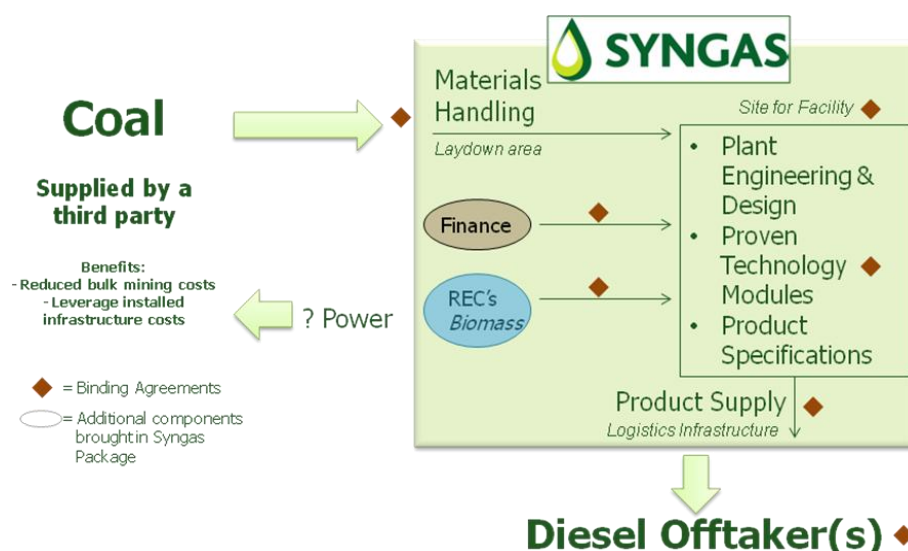 SYNGAS
Coal
Supplied by a
third party
Benefits:
- Reduced bulk mining costs
- Leverage installed
infrastructure costs
? Power
= Binding Agreements
= Additional components
brought in Syngas
Package
Materials
Handling
Laydown area
Finance
REC's
Biomass
Site for Facility
• Plant
Engineering &
Design
• Proven
Technology
Modules
• Product
Specifications
Product Supply
Logistics Infrastructure
Diesel Offtaker(s)